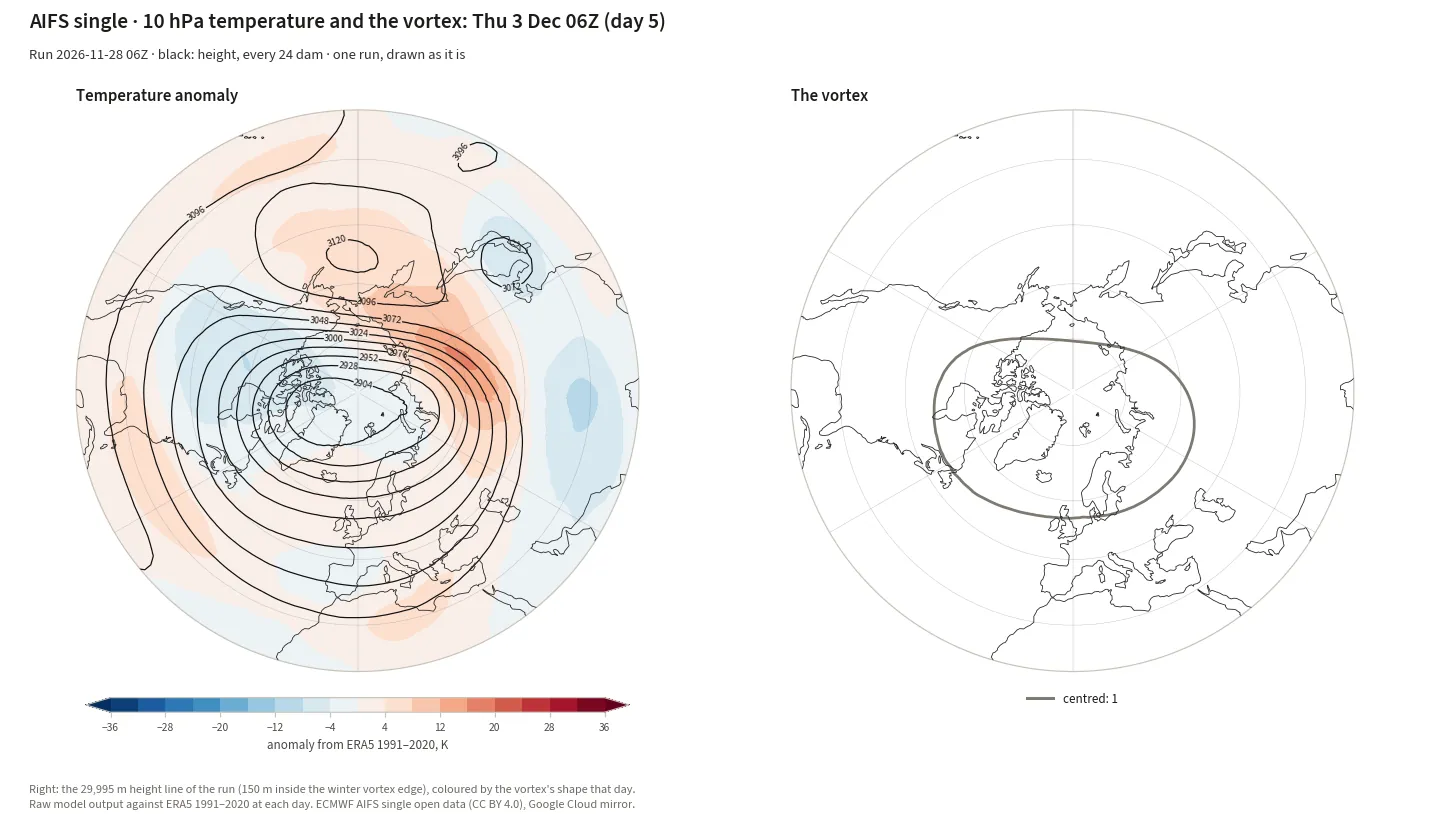 AIFS single · 10 hPa temperature and the vortex: Thu 3 Dec 06Z (day 5)
Run 2026-11-28 06Z · black: height, every 24 dam · one run, drawn as it is
Temperature anomaly
The vortex
3096
3096
3120
3072
3096
3048
3072
3024
3000
2976
2952
2928
2904
centred: 1
−36 −28 −20 −12 −4 4 12 20 28 36
anomaly from ERA5 1991–2020, K
Right: the 29,995 m height line of the run (150 m inside the winter vortex edge), coloured by the vortex's shape that day.
Raw model output against ERA5 1991–2020 at each day. ECMWF AIFS single open data (CC BY 4.0), Google Cloud mirror.